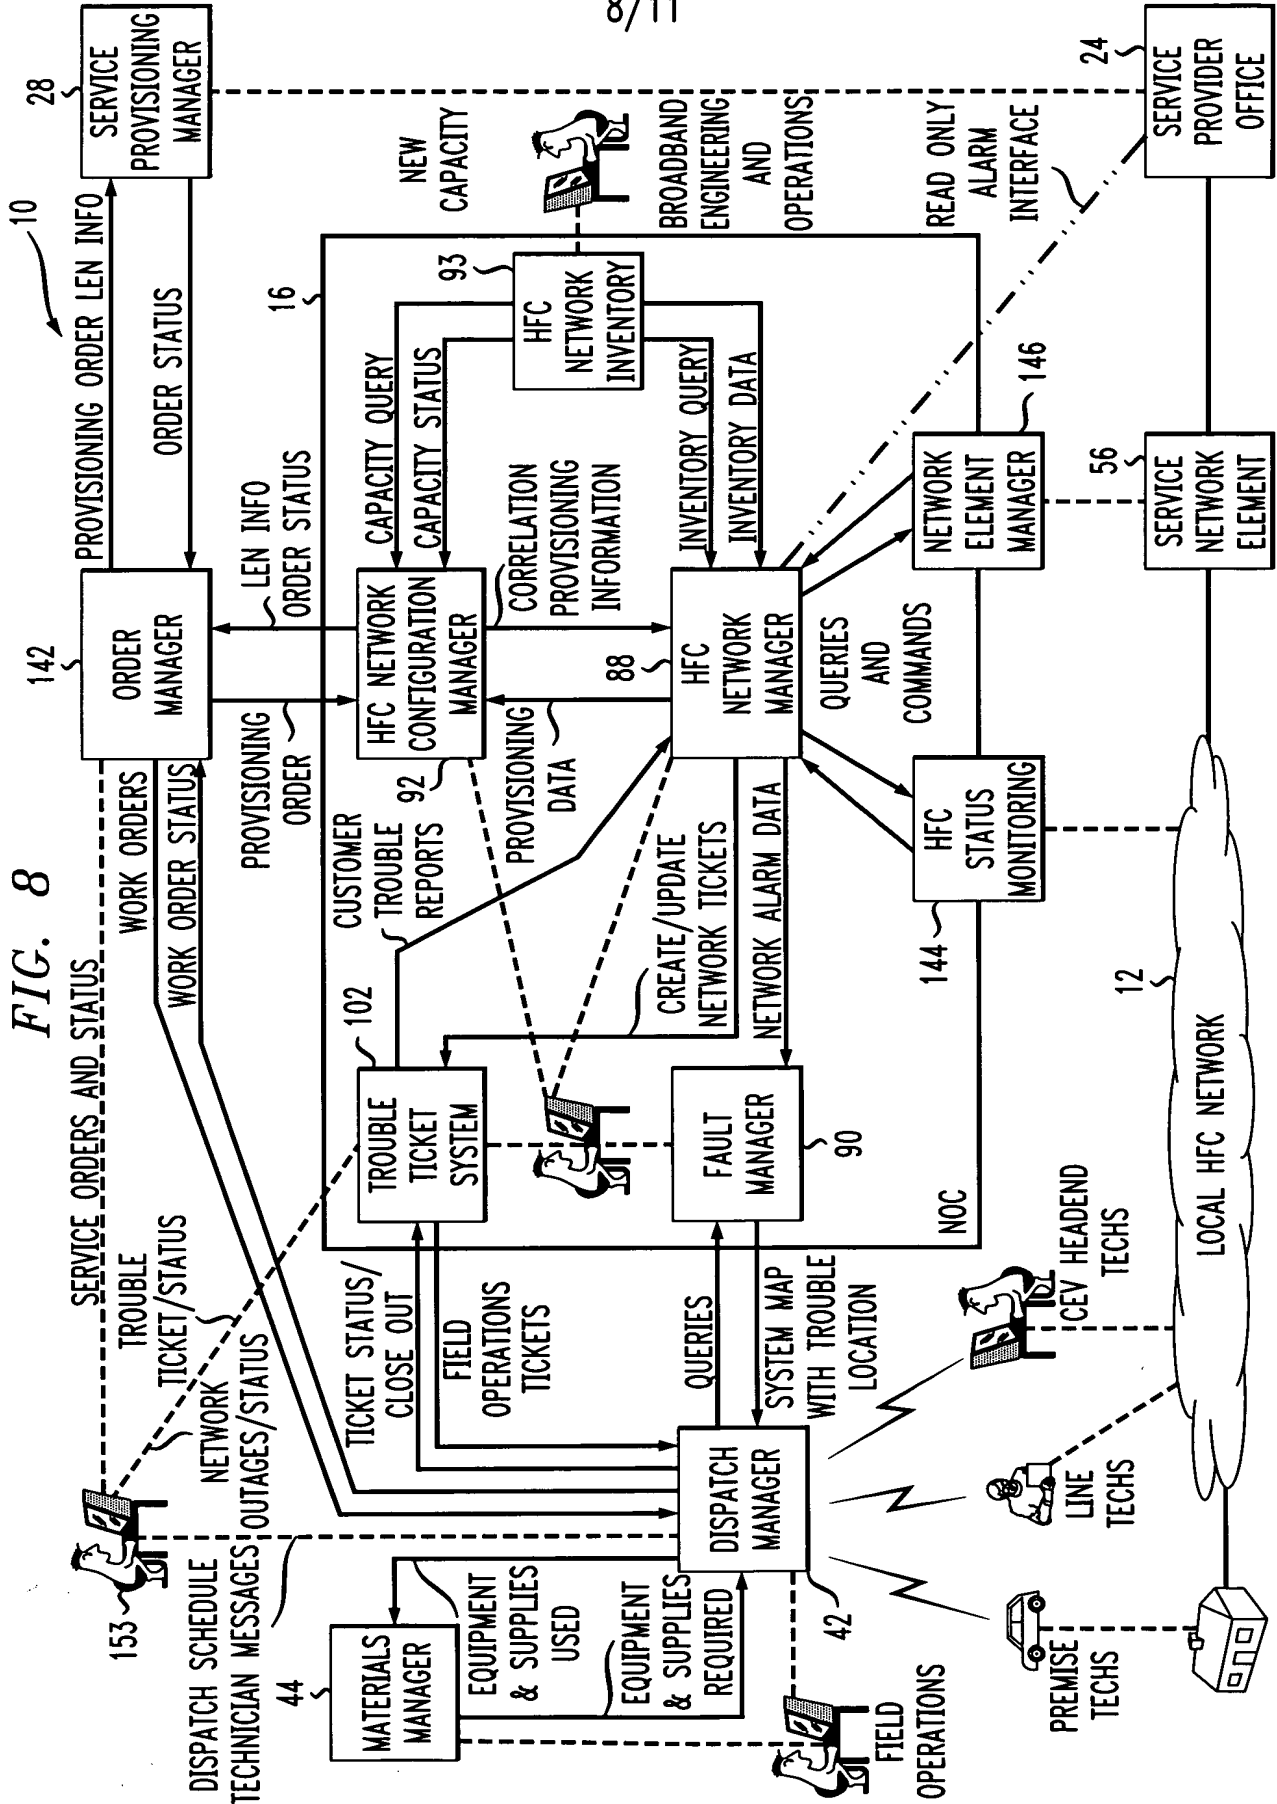 8/11
FIG. 8
10
153
SERVICE ORDERS AND STATUS
142
ORDER
MANAGER
PROVISIONING ORDER LEN INFO
ORDER STATUS
28
SERVICE
PROVISIONING
MANAGER
WORK ORDERS
WORK ORDER STATUS
TROUBLE
TICKET/STATUS
NETWORK
OUTAGES/STATUS
DISPATCH SCHEDULE
TECHNICIAN MESSAGES
PROVISIONING
ORDER
LEN INFO
ORDER STATUS
16
44
MATERIALS
MANAGER
EQUIPMENT
& SUPPLIES
USED
EQUIPMENT
& SUPPLIES
REQUIRED
TICKET STATUS/
CLOSE OUT
FIELD
OPERATIONS
TICKETS
102
TROUBLE
TICKET
SYSTEM
CUSTOMER
TROUBLE
REPORTS
92
HFC NETWORK
CONFIGURATION
MANAGER
CAPACITY QUERY
CAPACITY STATUS
93
HFC
NETWORK
INVENTORY
NEW
CAPACITY
BROADBAND
ENGINEERING
AND
OPERATIONS
PROVISIONING
DATA
CORRELATION
PROVISIONING
INFORMATION
INVENTORY QUERY
INVENTORY DATA
CREATE/UPDATE
NETWORK TICKETS
NETWORK ALARM DATA
88
HFC
NETWORK
MANAGER
FAULT
MANAGER
90
QUERIES
SYSTEM MAP
WITH TROUBLE
LOCATION
DISPATCH
MANAGER
42
FIELD
OPERATIONS
QUERIES
AND
COMMANDS
READ ONLY
ALARM
INTERFACE
NOC
144
HFC
STATUS
MONITORING
NETWORK
ELEMENT
MANAGER
146
PREMISE
TECHS
LINE
TECHS
CEV HEADEND
TECHS
12
LOCAL HFC NETWORK
56
SERVICE
NETWORK
ELEMENT
24
SERVICE
PROVIDER
OFFICE